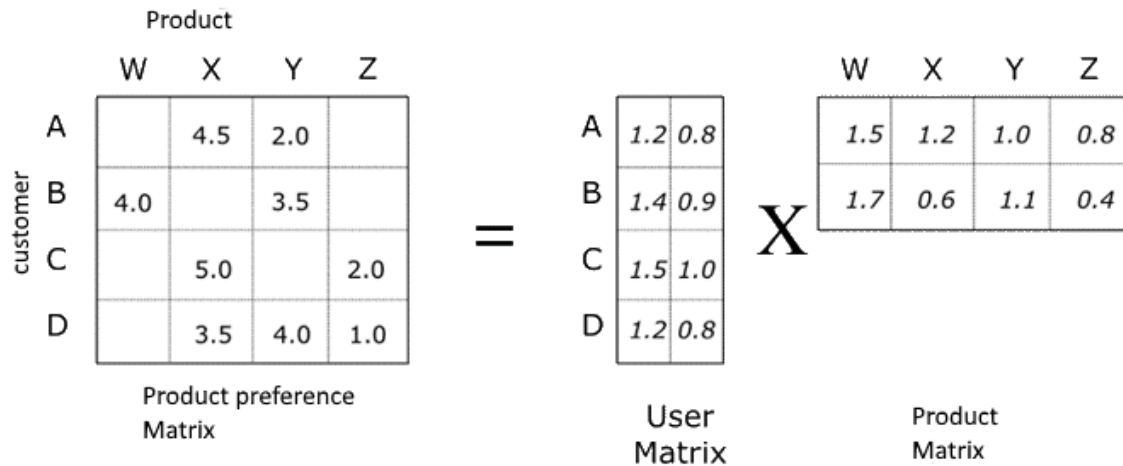 Product
W X Y Z W X Y Z
A 4.5 2.0 A 1.2 0.8 1.5 1.2 1.0 0.8
B 4.0 3.5 B 1.4 0.9 1.7 0.6 1.1 0.4
customer
= X
C 5.0 2.0 C 1.5 1.0
D 3.5 4.0 1.0 D 1.2 0.8
Product preference
Matrix
User
Matrix
Product
Matrix